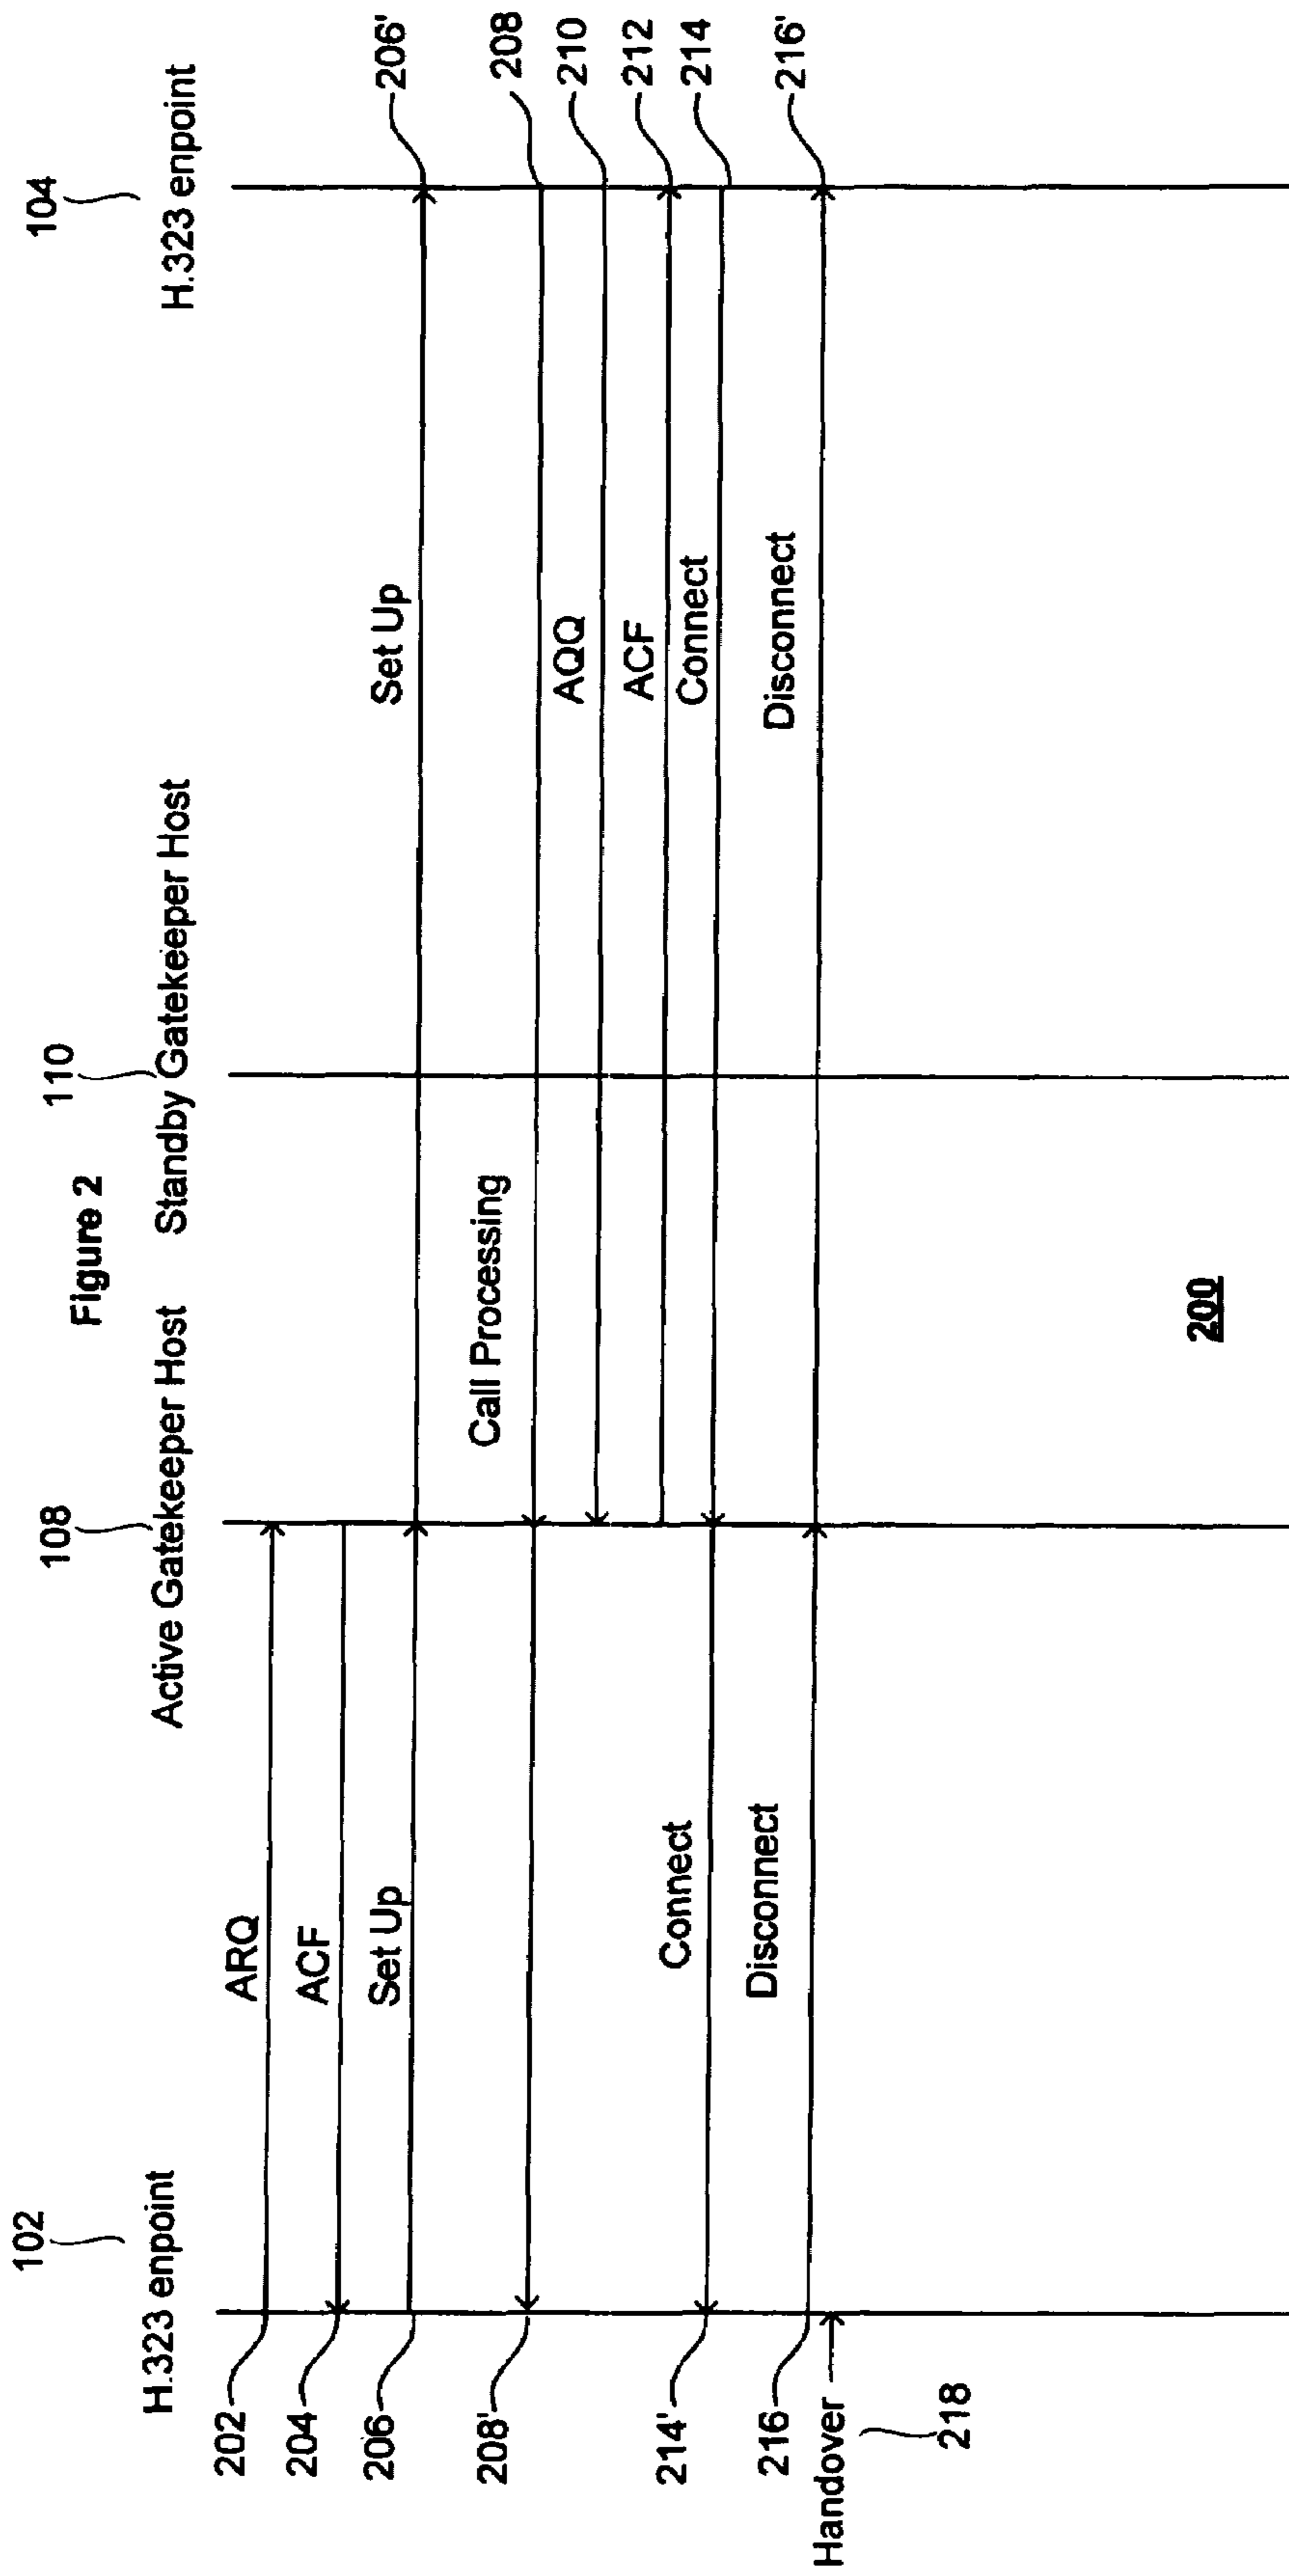 Figure 2
102
108
110
104
H.323 enpoint
Active Gatekeeper Host
Standby Gatekeeper Host
H.323 enpoint
202
ARQ
204
ACF
206
Set Up
Set Up
206'
Call Processing
208'
208
AQQ
210
ACF
212
214'
Connect
Connect
214
216
Disconnect
Disconnect
216'
Handover
218
200